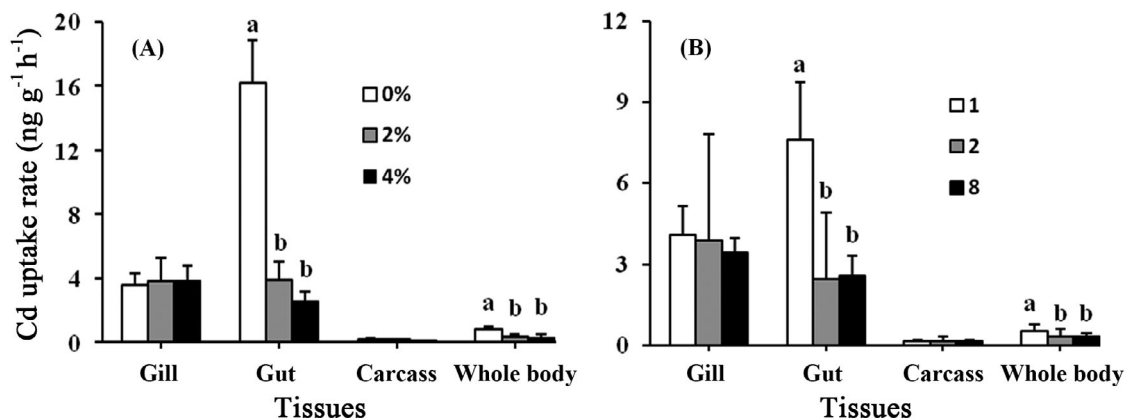 Cd uptake rate (ng g⁻¹ h⁻¹)
20
16
12
8
4
0
(A)
a
b
b
a
b
b
0%
2%
4%
Gill Gut Carcass Whole body
Tissues
12
9
6
3
0
(B)
a
b
b
a
b
b
1
2
8
Gill Gut Carcass Whole body
Tissues